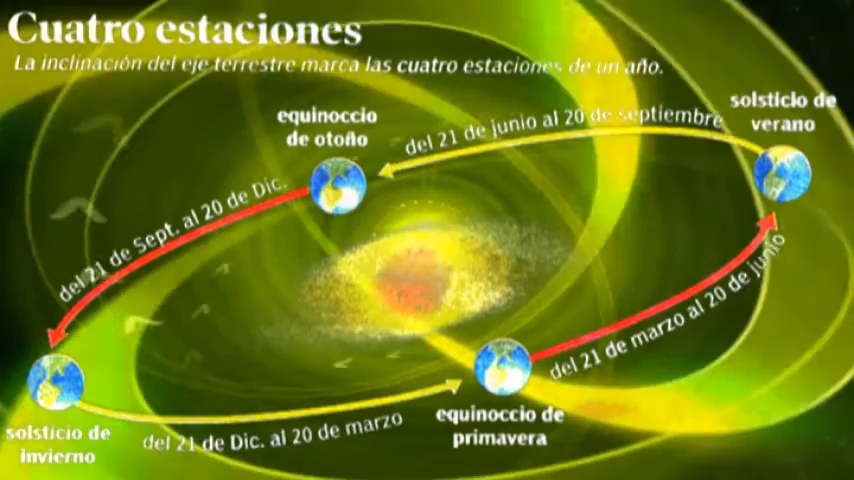 Cuatro estaciones
La inclinación del eje terrestre marca las cuatro estaciones de un año.
solsticio de
verano
equinoccio
de otoño
del 21 de junio al 20 de septiembre
del 21 de Sept. al 20 de Dic.
del 21 de marzo al 20 de junio
equinoccio de
primavera
del 21 de Dic. al 20 de marzo
solsticio de
invierno